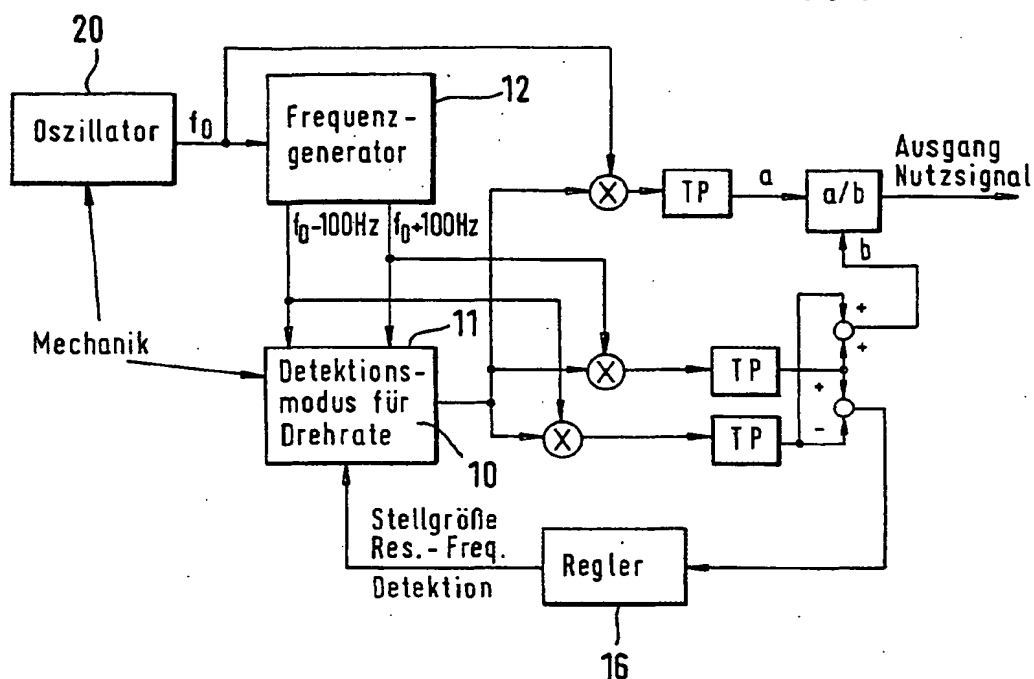 20
12
Oszillator
f0
Frequenz-
generator
f0-100Hz
f0+100Hz
X
TP
a
a/b
Ausgang
Nutzsignal
b
Mechanik
11
Detektions-
modus für
Drehrate
10
X
TP
+
+
X
TP
+
-
Stellgröße
Res.-Freq.
Detektion
Regler
16